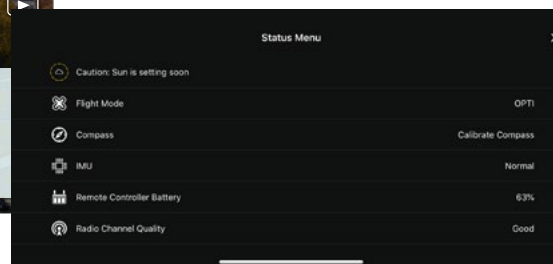 Status Menu
Caution: Sun is setting soon
Flight Mode OPTI
Compass Calibrate Compass
IMU Normal
Remote Controller Battery 63%
Radio Channel Quality Good